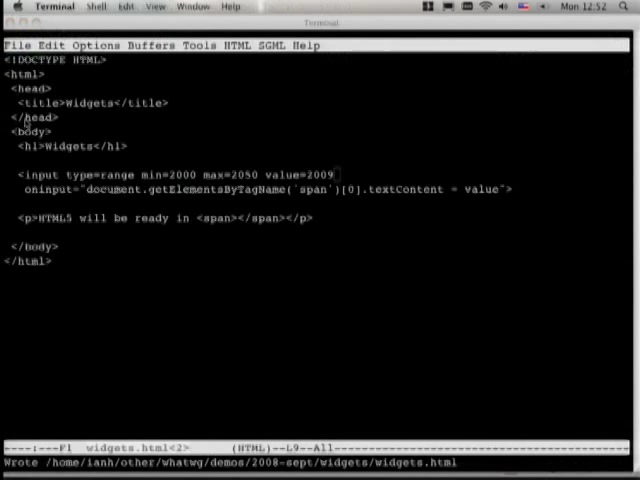 Terminal Shell Edit View Window Help Mon 12:52
Terminal
File Edit Options Buffers Tools HTML SGML Help
<!DOCTYPE HTML>
<html>
<head>
<title>Widgets</title>
</head>
<body>
<h1>Widgets</h1>
<input type=range min=2000 max=2050 value=2009
oninput="document.getElementsByTagName('span')[0].textContent = value">
<p>HTML5 will be ready in <span></span></p>
</body>
</html>
----:---F1 widgets.html<2> (HTML)--L9--All----
Wrote /home/ianh/other/whatwg/demos/2008-sept/widgets/widgets.html